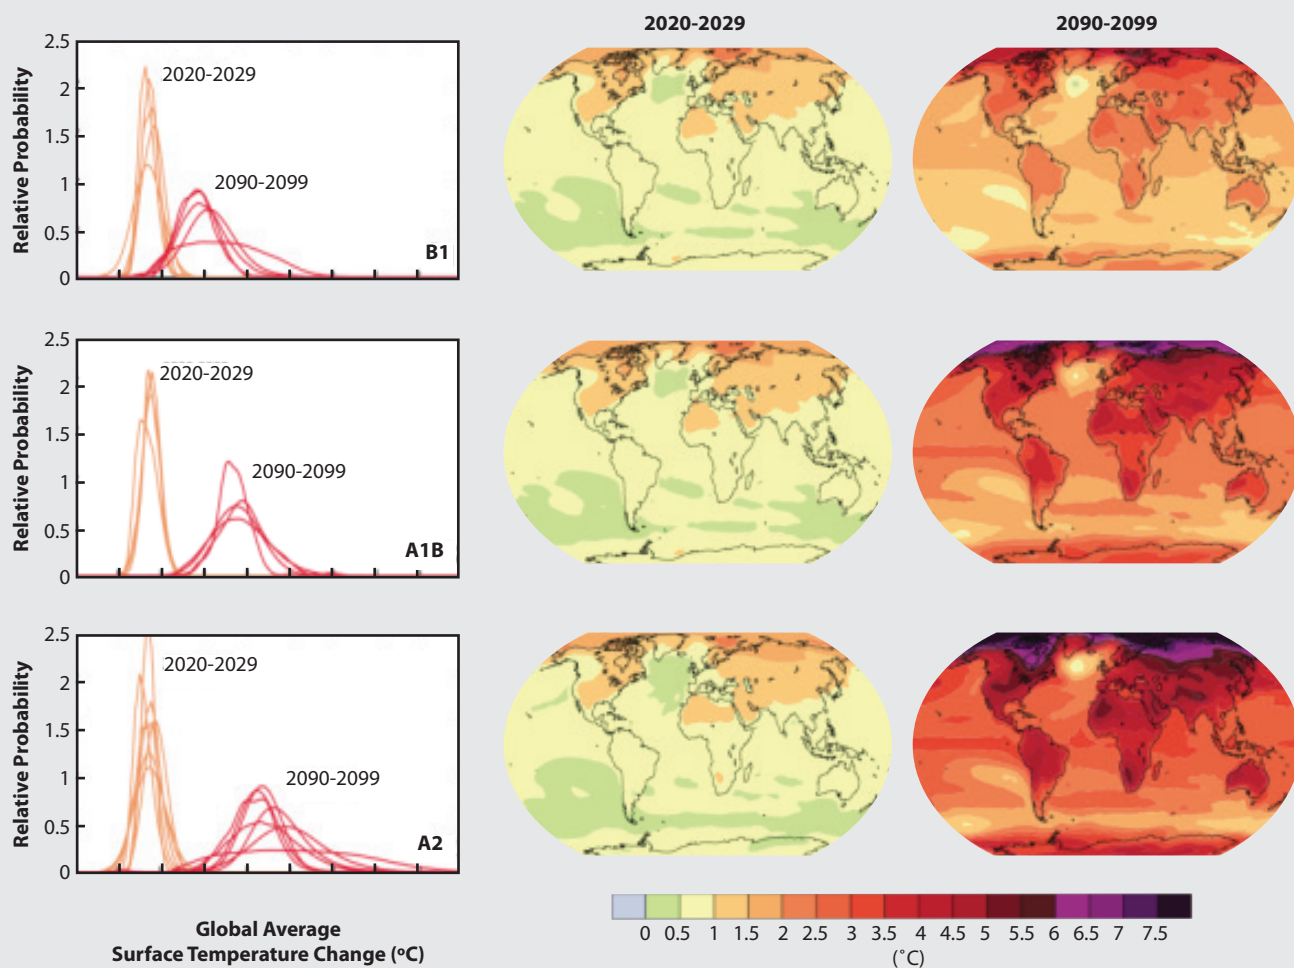 2020-2029
2090-2099
2.5
2
1.5
1
0.5
0
Relative Probability
2020-2029
2090-2099
B1
2.5
2
1.5
1
0.5
0
Relative Probability
2020-2029
2090-2099
A1B
2.5
2
1.5
1
0.5
0
Relative Probability
2020-2029
2090-2099
A2
Global Average
Surface Temperature Change (ºC)
0 0.5 1 1.5 2 2.5 3 3.5 4 4.5 5 5.5 6 6.5 7 7.5
(˚C)